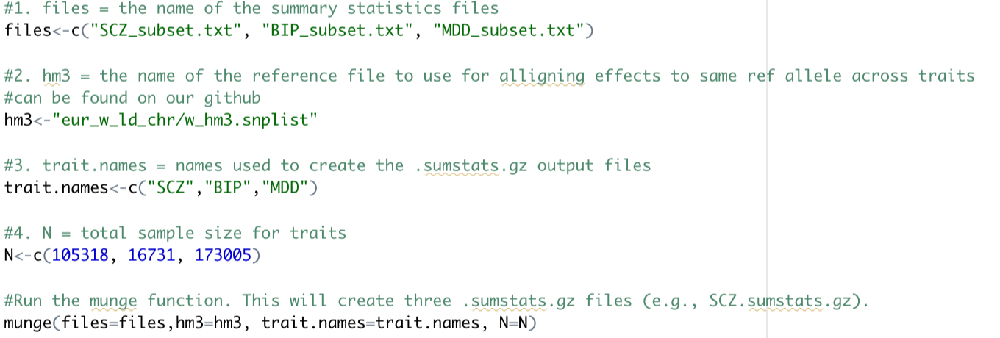 #1. files = the name of the summary statistics files
files<-c("SCZ_subset.txt", "BIP_subset.txt", "MDD_subset.txt")
#2. hm3 = the name of the reference file to use for alligning effects to same ref allele across traits
#can be found on our github
hm3<-"eur_w_ld_chr/w_hm3.snplist"
#3. trait.names = names used to create the .sumstats.gz output files
trait.names<-c("SCZ","BIP","MDD")
#4. N = total sample size for traits
N<-c(105318, 16731, 173005)
#Run the munge function. This will create three .sumstats.gz files (e.g., SCZ.sumstats.gz).
munge(files=files,hm3=hm3, trait.names=trait.names, N=N)